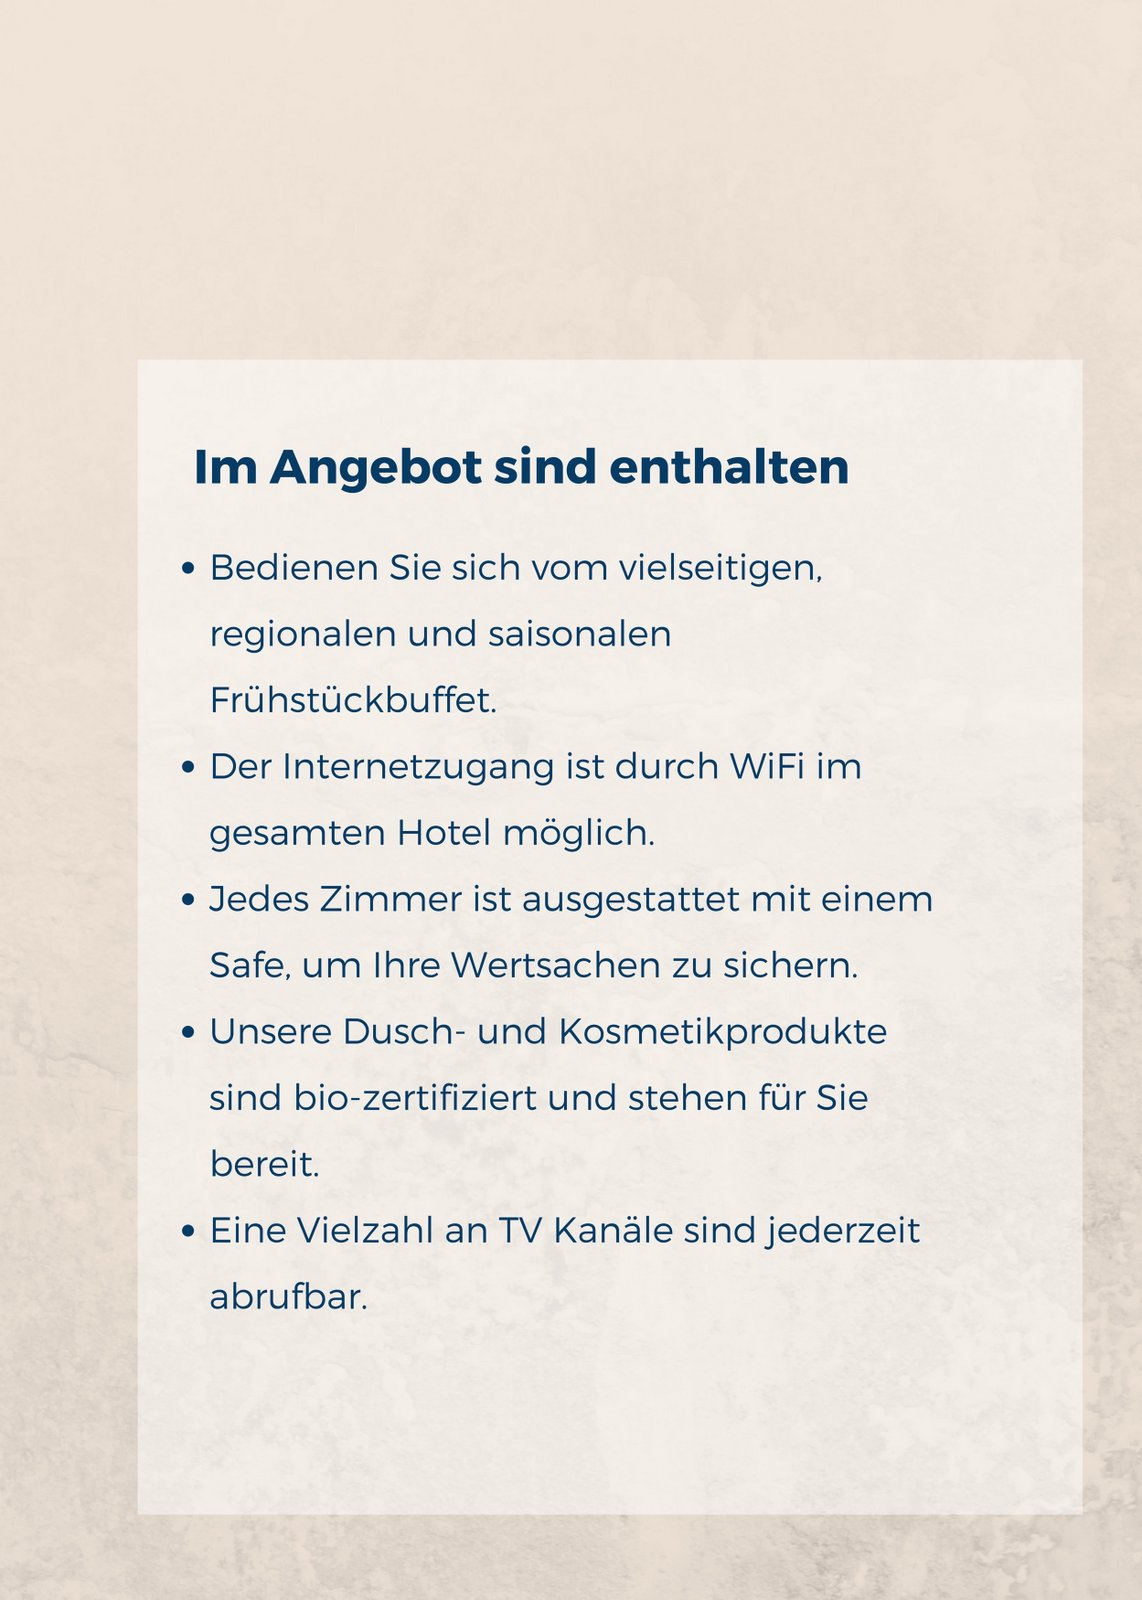 Im Angebot sind enthalten
• Bedienen Sie sich vom vielseitigen,
regionalen und saisonalen
Frühstückbuffet.
• Der Internetzugang ist durch WiFi im
gesamten Hotel möglich.
• Jedes Zimmer ist ausgestattet mit einem
Safe, um Ihre Wertsachen zu sichern.
• Unsere Dusch- und Kosmetikprodukte
sind bio-zertifiziert und stehen für Sie
bereit.
• Eine Vielzahl an TV Kanäle sind jederzeit
abrufbar.